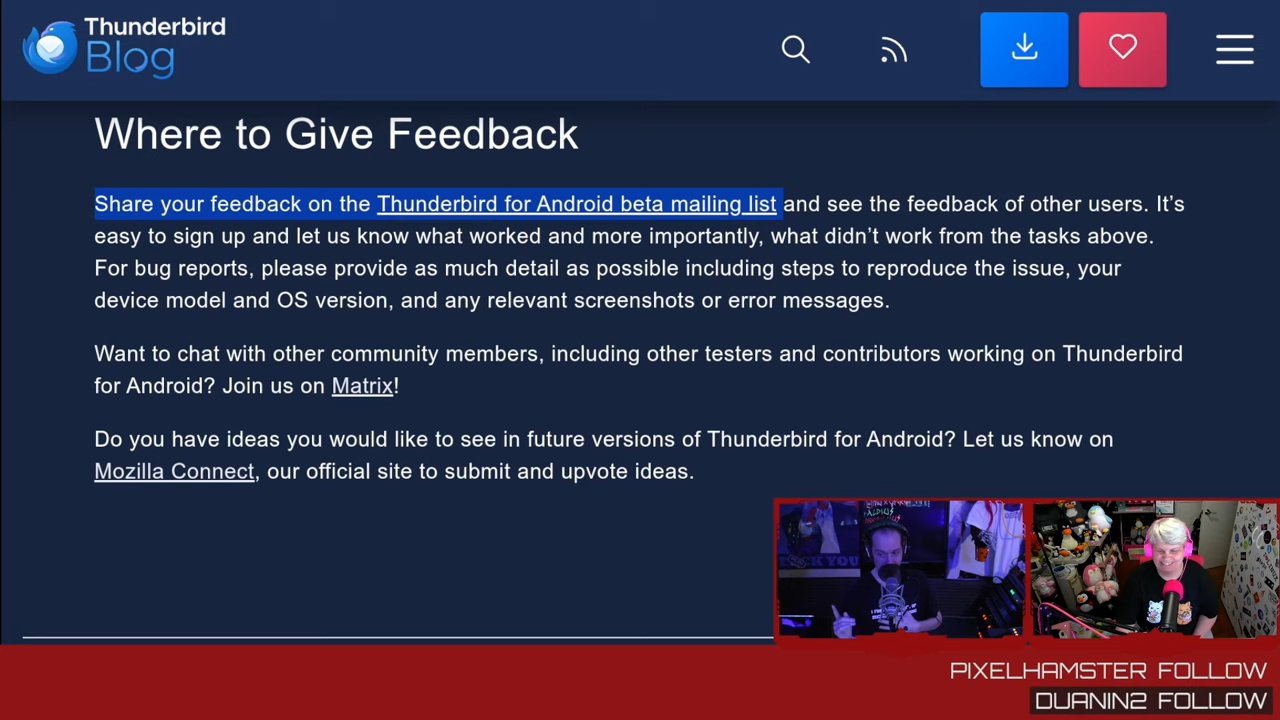 Thunderbird
Blog
Where to Give Feedback
Share your feedback on the Thunderbird for Android beta mailing list and see the feedback of other users. It’s
easy to sign up and let us know what worked and more importantly, what didn’t work from the tasks above.
For bug reports, please provide as much detail as possible including steps to reproduce the issue, your
device model and OS version, and any relevant screenshots or error messages.
Want to chat with other community members, including other testers and contributors working on Thunderbird
for Android? Join us on Matrix!
Do you have ideas you would like to see in future versions of Thunderbird for Android? Let us know on
Mozilla Connect, our official site to submit and upvote ideas.
PIXELHAMSTER FOLLOW
DUANIN2 FOLLOW